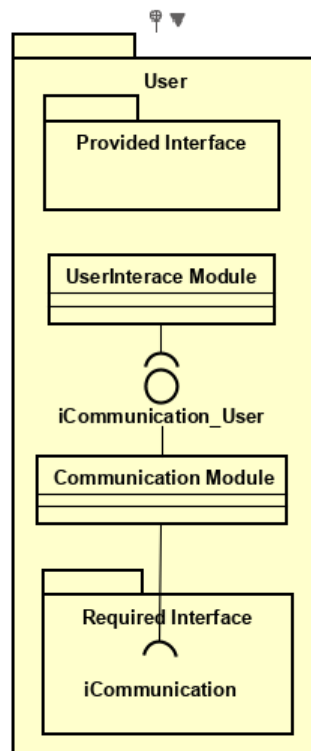 User
Provided Interface
UserInterace Module
iCommunication_User
Communication Module
Required Interface
iCommunication